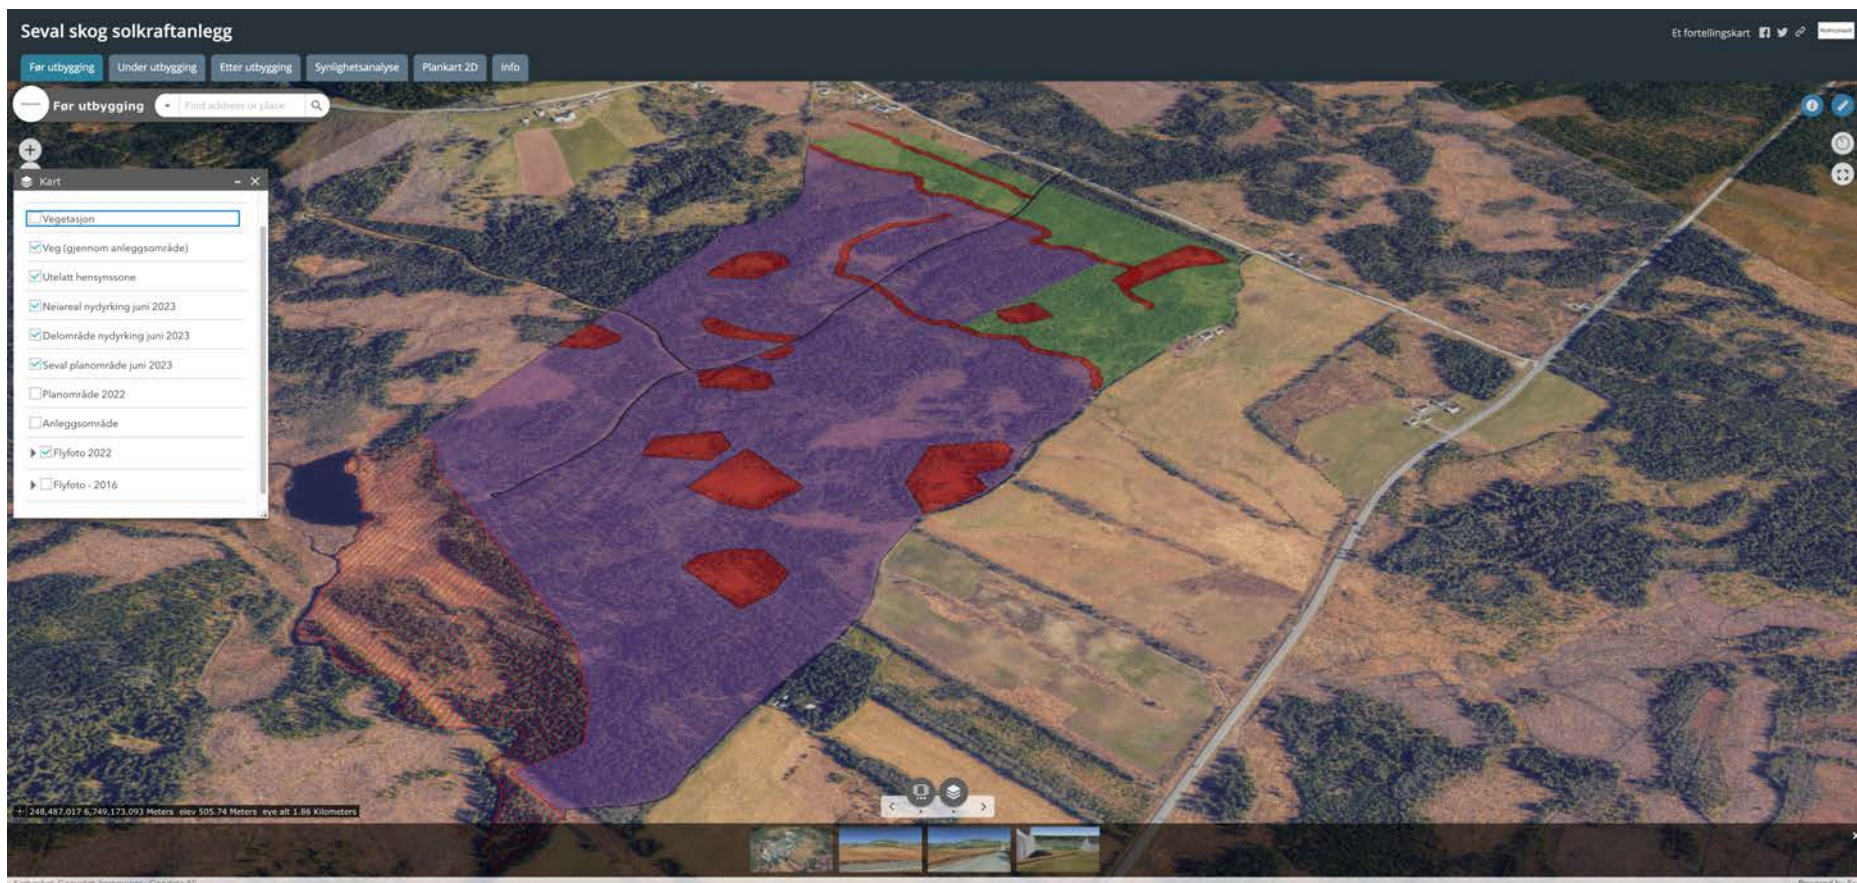 Seval skog solkraftanlegg
Et fortellingskart
Før utbygging Under utbygging Etter utbygging Synlighetsanalyse Plankart 2D Info
Før utbygging Find address or place
Kart
Vegetasjon
Veg (gjennom anleggsområde)
Utelatt hensynssone
Neiareal nydyrking juni 2023
Delområde nydyrking juni 2023
Seval planområde juni 2023
Planområde 2022
Anleggsområde
Flyfoto 2022
Flyfoto - 2016
248,487.017 6,749,173.093 Meters elev 505.74 Meters eye alt 1.86 Kilometers